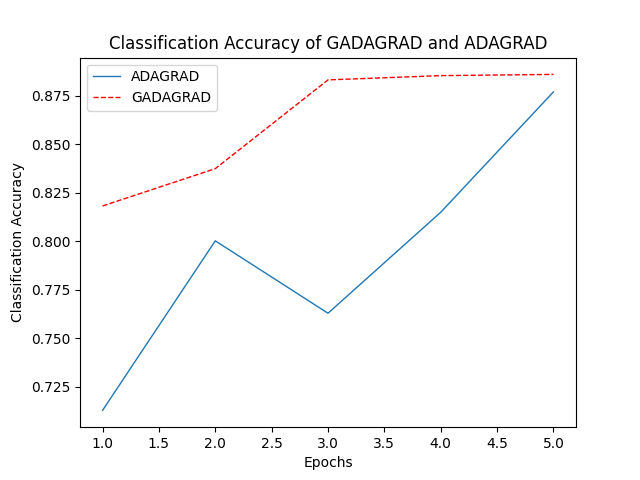 Classification Accuracy of GADAGRAD and ADAGRAD
ADAGRAD
GADAGRAD
Classification Accuracy
0.875
0.850
0.825
0.800
0.775
0.750
0.725
1.0 1.5 2.0 2.5 3.0 3.5 4.0 4.5 5.0
Epochs